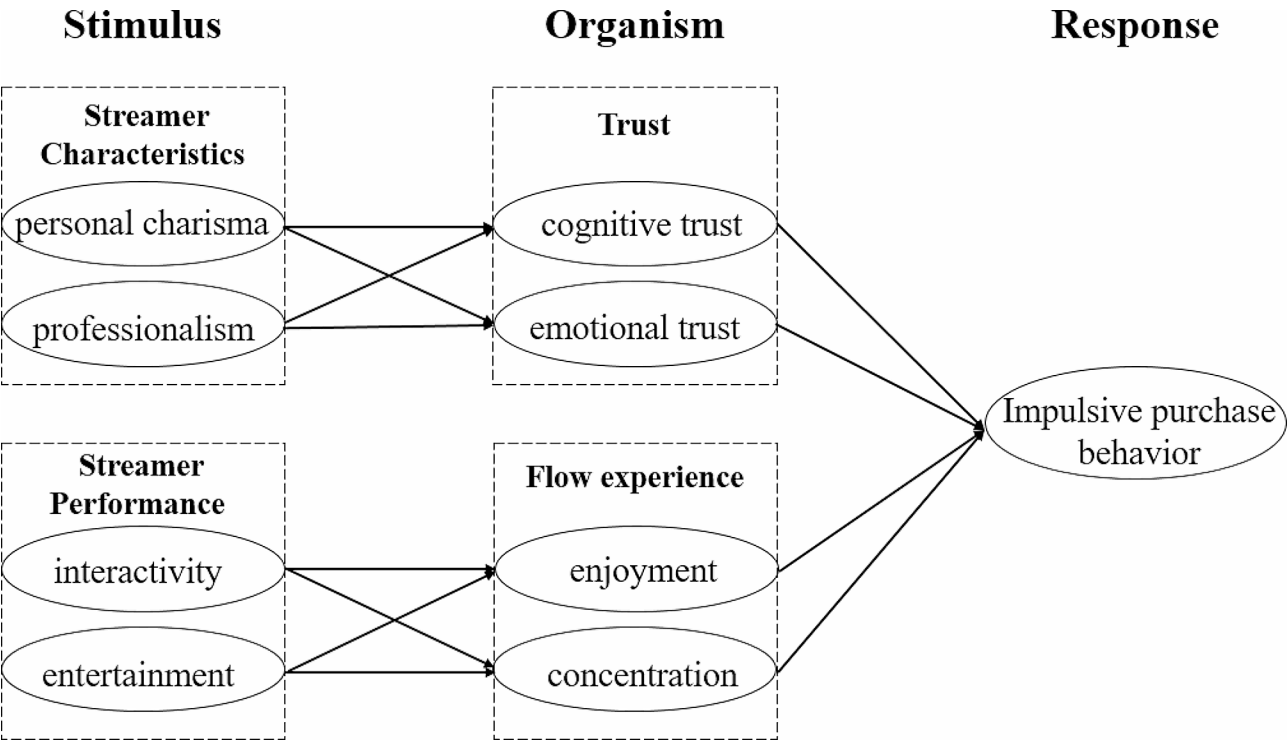 Stimulus
Organism
Response
Streamer
Characteristics
personal charisma
professionalism
Trust
cognitive trust
emotional trust
Streamer
Performance
interactivity
entertainment
Flow experience
enjoyment
concentration
Impulsive purchase
behavior